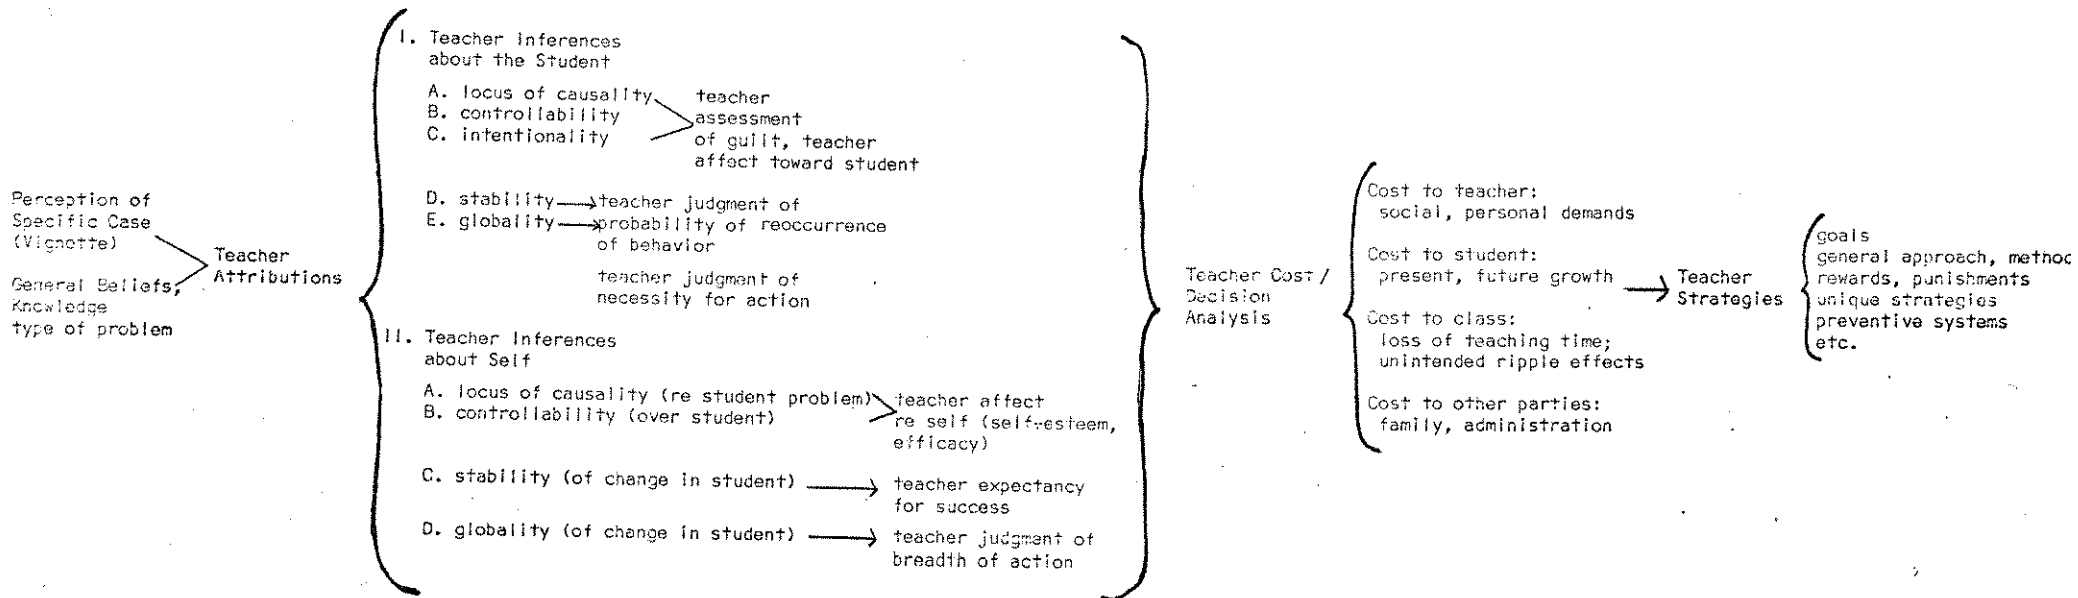 Perception of
Specific Case
(Vignette)
General Beliefs,
Knowledge
type of problem
Teacher
Attributions
I. Teacher Inferences
about the Student
A. locus of causality
B. controllability
C. intentionality
teacher
assessment
of guilt, teacher
affect toward student
D. stability → teacher judgment of
E. globality → probability of reoccurrence
of behavior
teacher judgment of
necessity for action
II. Teacher Inferences
about Self
A. locus of causality (re student problem)
B. controllability (over student)
teacher affect
re self (self-esteem,
efficacy)
C. stability (of change in student) → teacher expectancy
for success
D. globality (of change in student) → teacher judgment of
breadth of action
Teacher Cost/
Decision
Analysis
Cost to teacher:
social, personal demands
Cost to student:
present, future growth
Cost to class:
loss of teaching time;
unintended ripple effects
Cost to other parties:
family, administration
→ Teacher
Strategies
goals
general approach, methoc
rewards, punishments
unique strategies
preventive systems
etc.